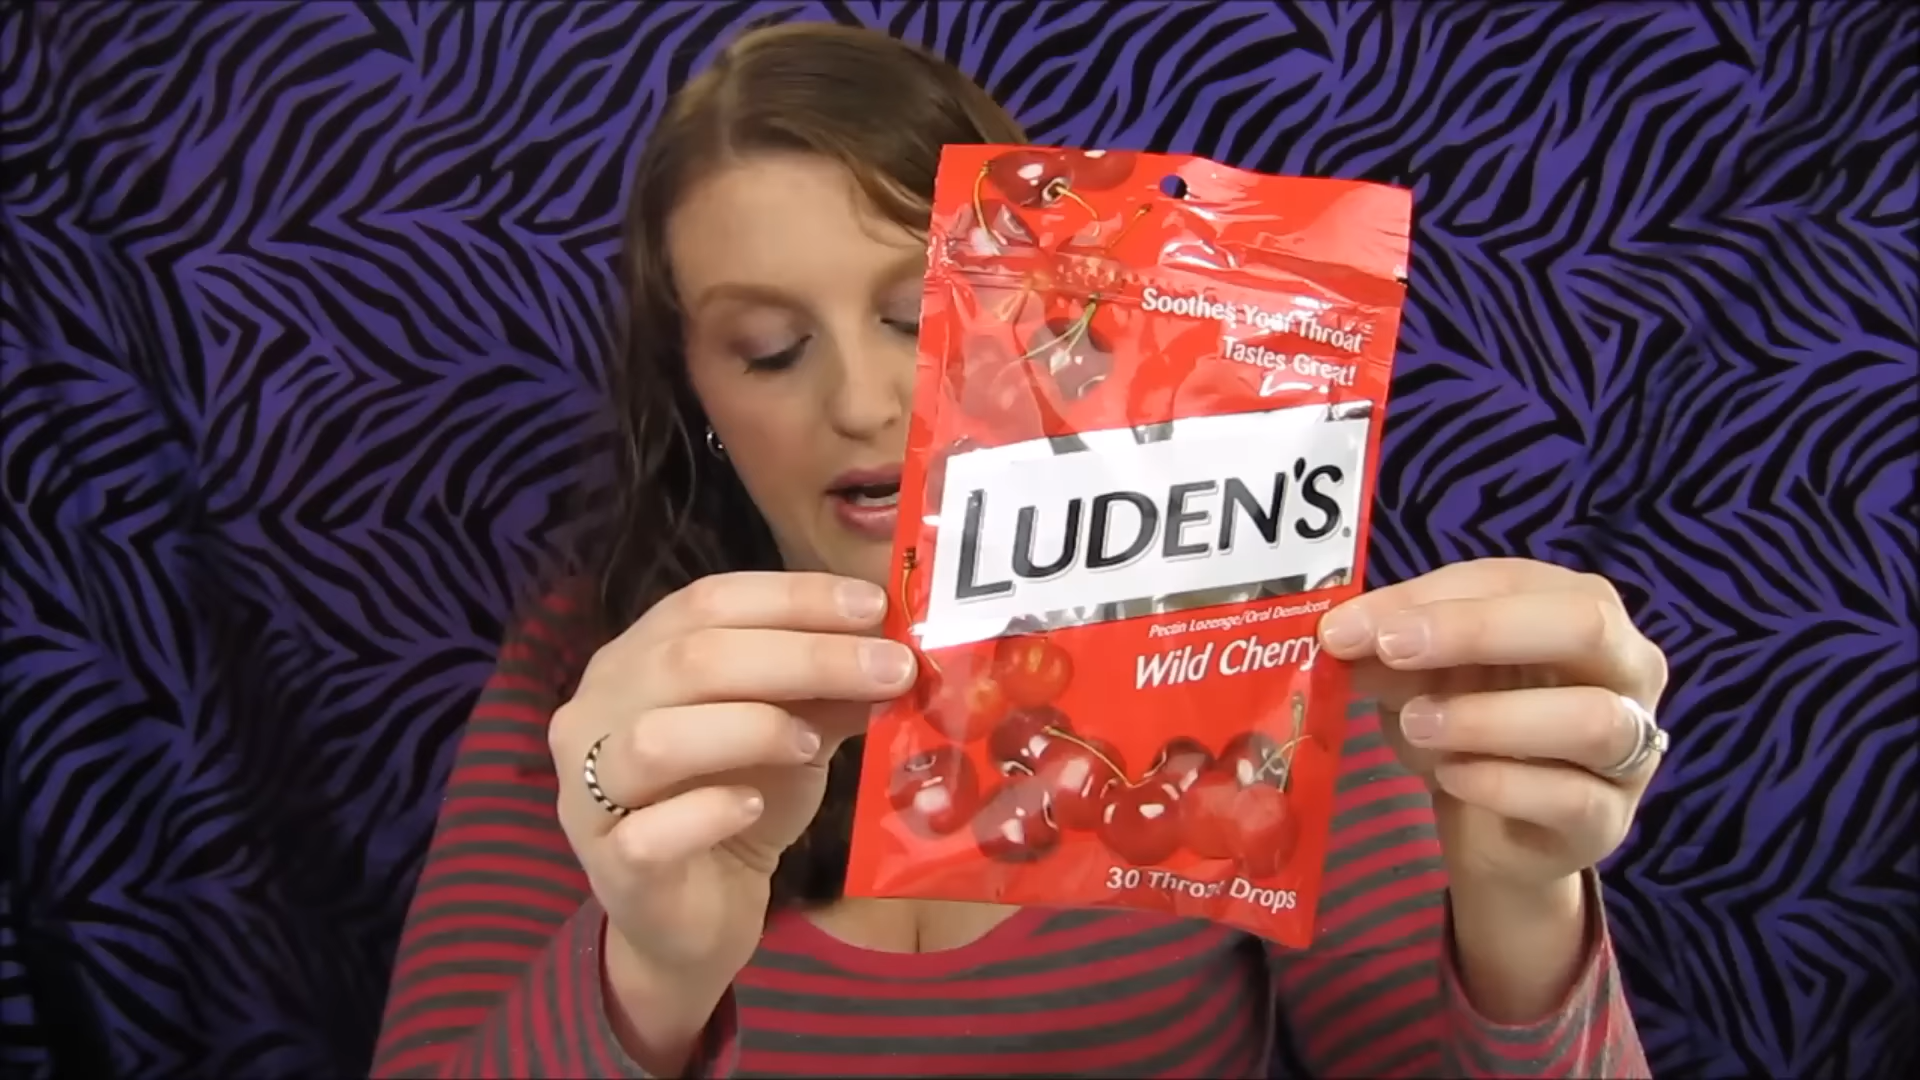 Soothes Your Throat
Tastes Great!
LUDEN'S.
Pectin Lozenge/Oral Demulcent
Wild Cherry
30 Throat Drops